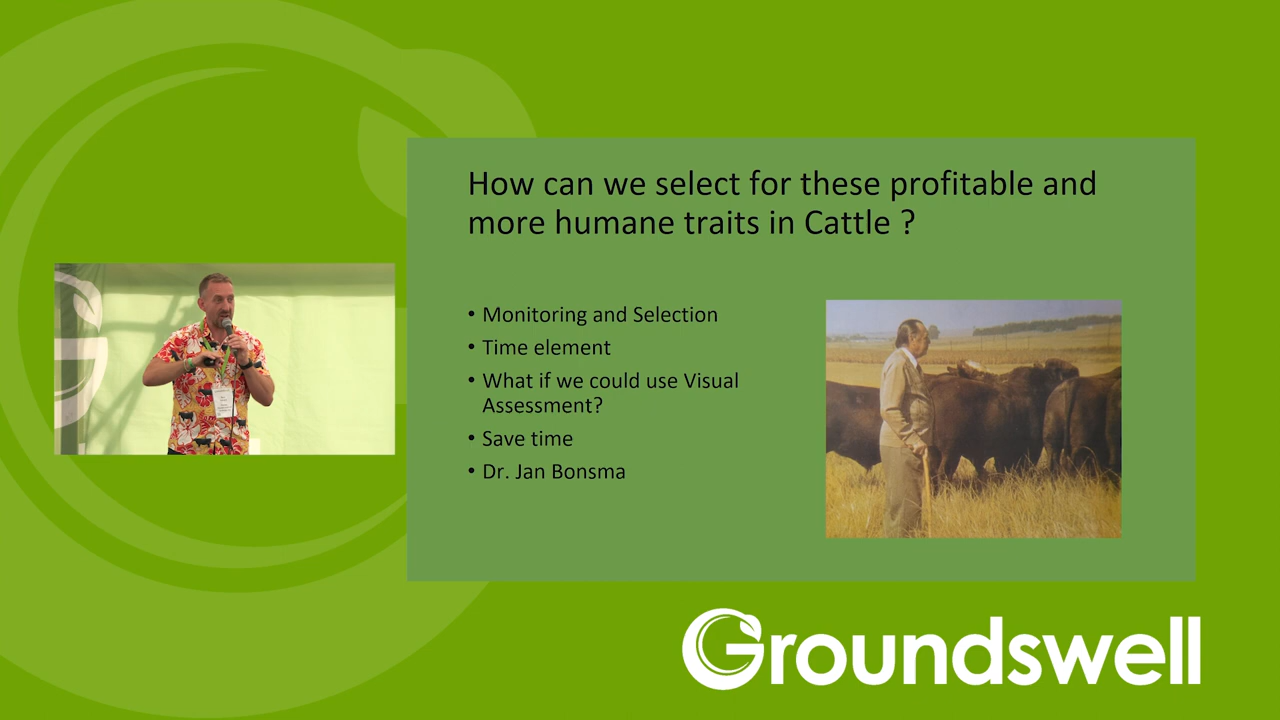 How can we select for these profitable and
more humane traits in Cattle ?
• Monitoring and Selection
• Time element
• What if we could use Visual
Assessment?
• Save time
• Dr. Jan Bonsma
Groundswell